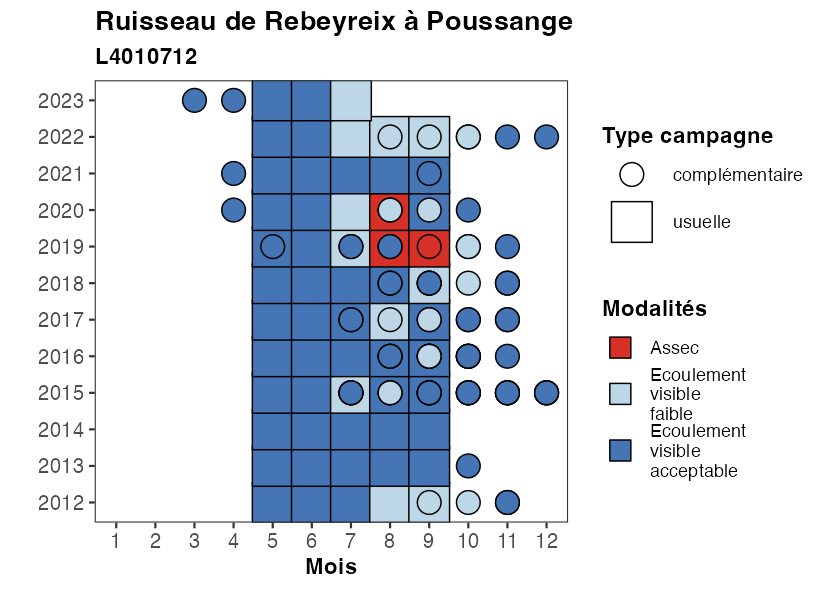 Ruisseau de Rebeyreix à Poussange
L4010712
2023
2022
2021
2020
2019
2018
2017
2016
2015
2014
2013
2012
1 2 3 4 5 6 7 8 9 10 11 12
Mois
Type campagne
complémentaire
usuelle
Modalités
Assec
Ecoulement
visible
faible
Ecoulement
visible
acceptable